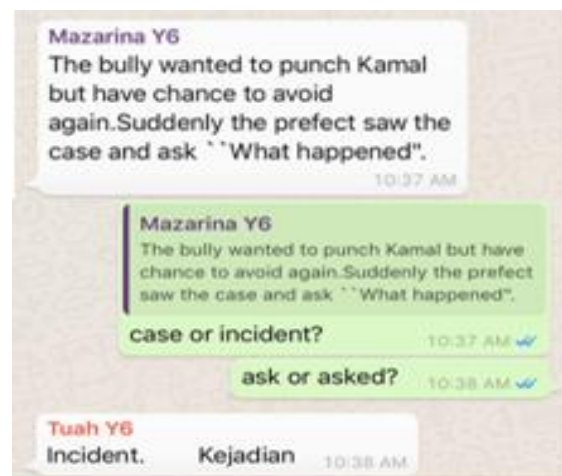 Mazarina Y6
The bully wanted to punch Kamal
but have chance to avoid
again.Suddenly the prefect saw the
case and ask ``What happened".
10:37 AM
Mazarina Y6
The bully wanted to punch Kamal but have
chance to avoid again.Suddenly the prefect
saw the case and ask ``What happened".
case or incident?
10:37 AM
ask or asked?
10:38 AM
Tuah Y6
Incident. Kejadian
10:38 AM